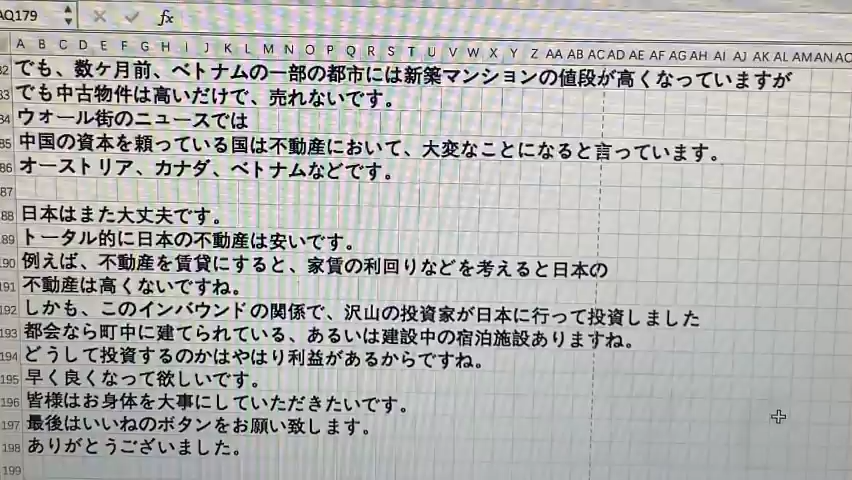 AQ179 fx
A B C D E F G H I J K L M N O P Q R S T U V W X Y Z AA AB AC AD AE AF AG AH AI AJ AK AL AM AN AO
でも、数ケ月前、ベトナムの一部の都市には新築マンションの値段が高くなっていますが
でも中古物件は高いだけで、売れないです。
ウォール街のニュースでは
中国の資本を頼っている国は不動産において、大変なことになると言っています。
オーストリア、カナダ、ベトナムなどです。
187
188 日本はまた大丈夫です。
189 トータル的に日本の不動産は安いです。
190 例えば、不動産を賃貸にすると、家賃の利回りなどを考えると日本の
191 不動産は高くないですね。
192 しかも、このインバウンドの関係で、沢山の投資家が日本に行って投資しました
193 都会なら町中に建てられている、あるいは建設中の宿泊施設ありますね。
194 どうして投資するのかはやはり利益があるからですね。
195 早く良くなって欲しいです。
196 皆様はお身体を大事にしていただきたいです。
197 最後はいいねのボタンをお願い致します。
198 ありがとうございました。
199